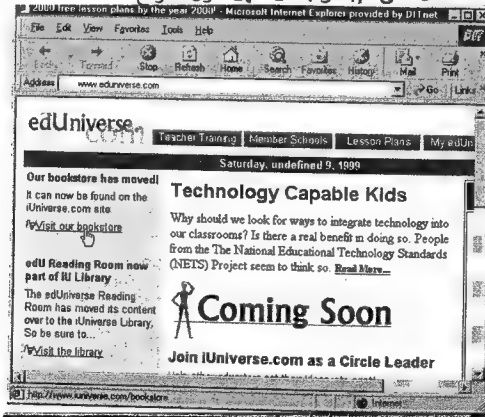 2000 free lesson plans by the year 2000! - Microsoft Internet Explorer provided by DITnet
File Edit View Favorites Tools Help
Back Forward Stop Refresh Home Search Favorites History Mail Print
Address www.eduniverse.com Go Links
edUniverse.com
Teacher Training Member Schools Lesson Plans My edUn
Saturday, undefined 9, 1999
Our bookstore has moved!
It can now be found on the
iUniverse.com site.
Visit our bookstore
edU Reading Room now
part of IU Library
The edUniverse Reading
Room has moved its content
over to the iUniverse Library,
So be sure to...
Visit the library
Technology Capable Kids
Why should we look for ways to integrate technology into
our classrooms? Is there a real benefit in doing so. People
from the The National Educational Technology Standards
(NETS) Project seem to think so. Read More...
Coming Soon
Join iUniverse.com as a Circle Leader
http://www.iuniverse.com/bookstore
Internet